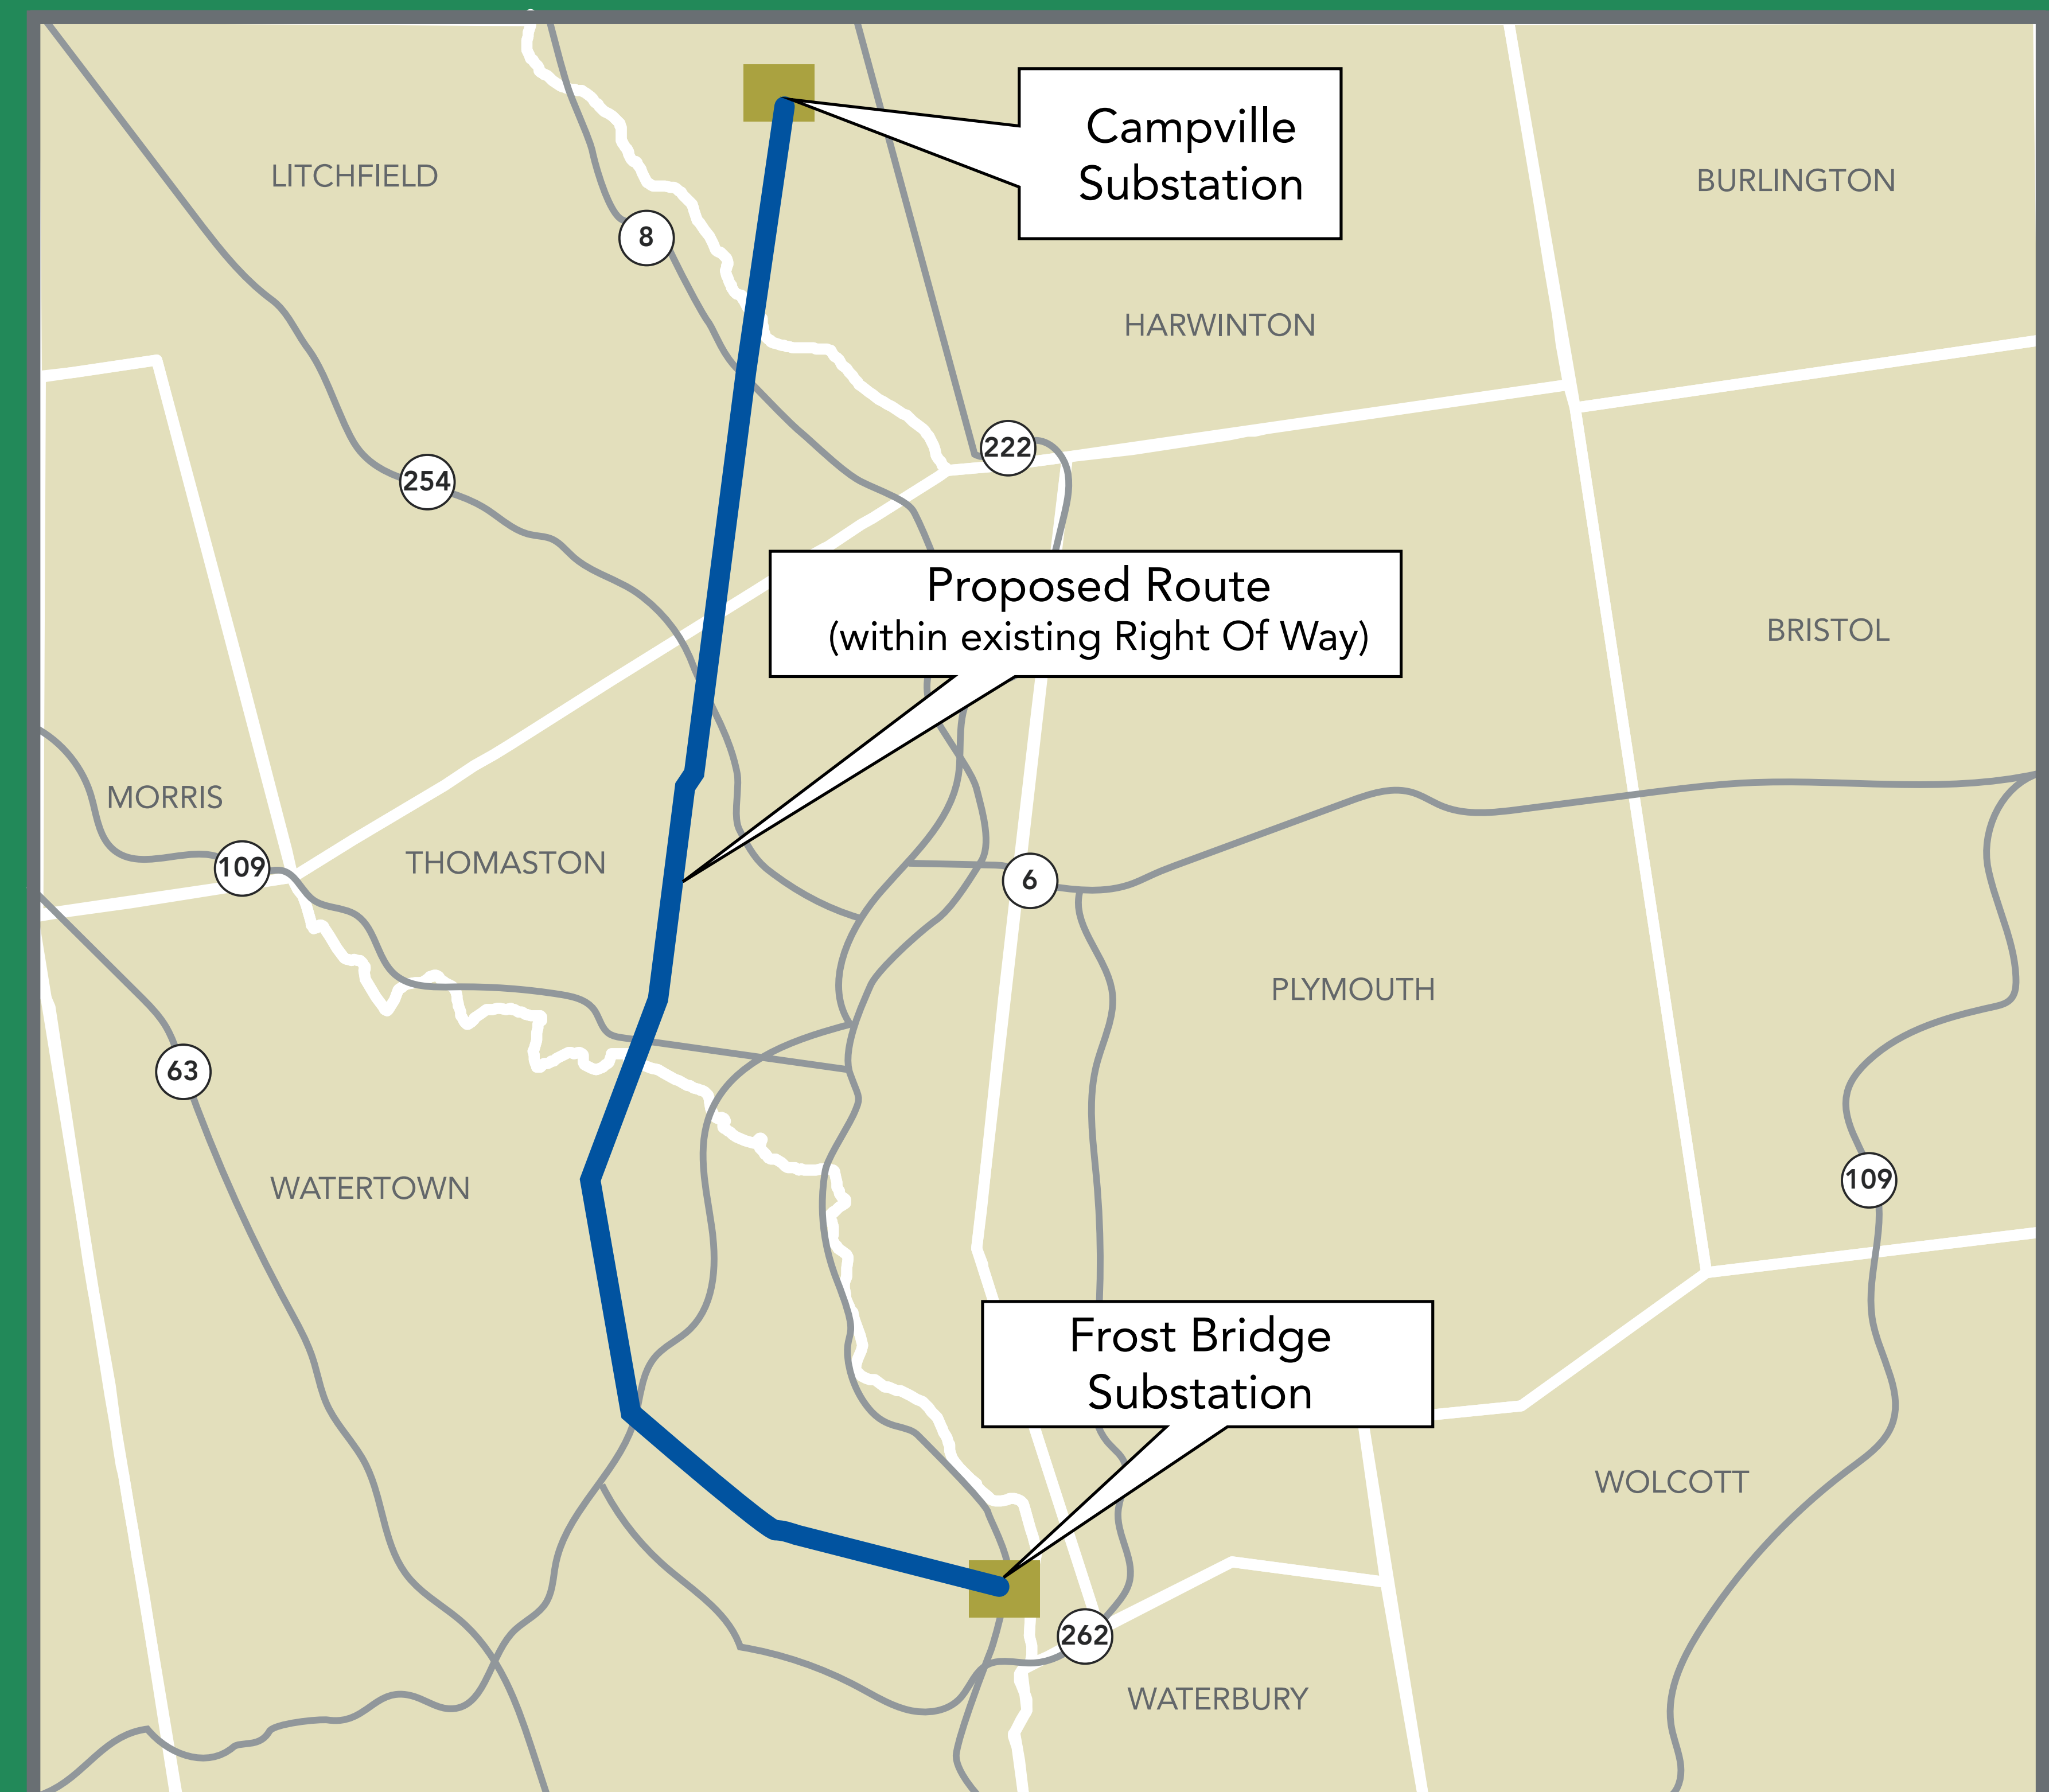 Campville
Substation
LITCHFIELD
BURLINGTON
8
HARWINTON
222
254
Proposed Route
(within existing Right Of Way)
BRISTOL
MORRIS
THOMASTON
109
6
PLYMOUTH
63
WATERTOWN
109
Frost Bridge
Substation
WOLCOTT
262
WATERBURY